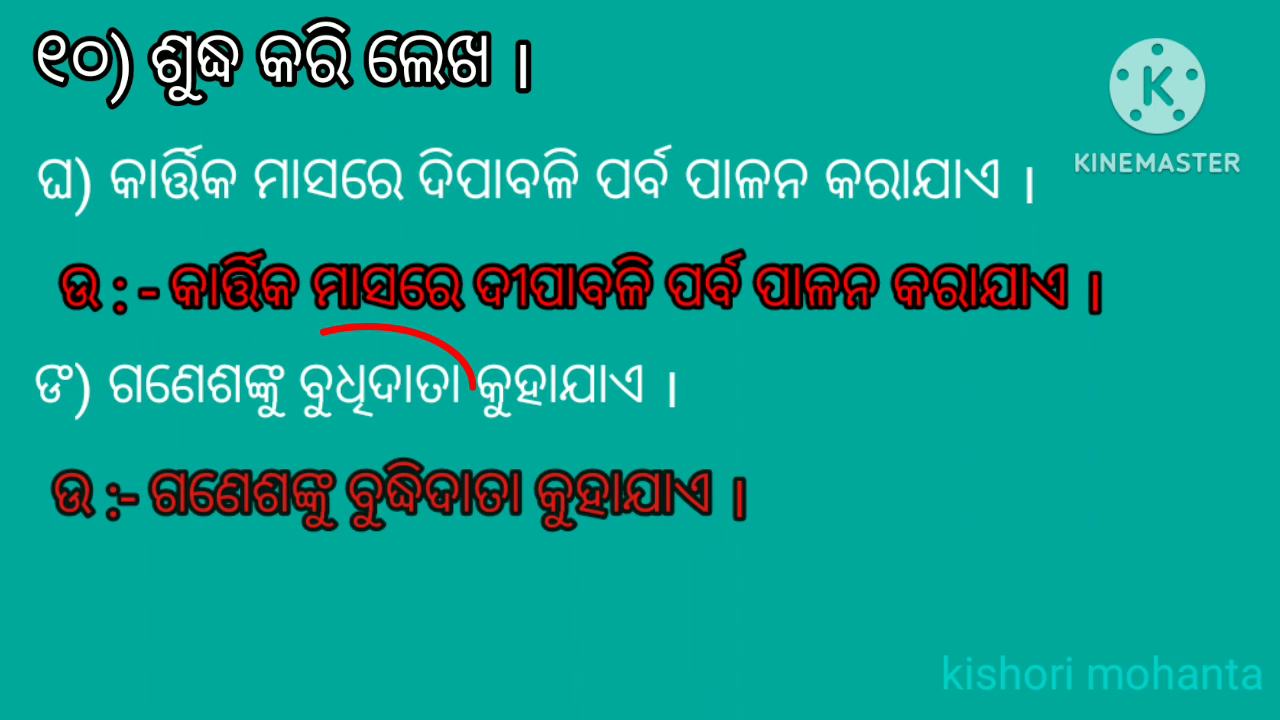 ୧୦) ଶୁଦ୍ଧ କରି ଲେଖ ।
KINEMASTER
ଘ) କାର୍ତ୍ତିକ ମାସରେ ଦିପାବଳି ପର୍ବ ପାଳନ କରାଯାଏ ।
ଉ : - କାର୍ତ୍ତିକ ମାସରେ ଦୀପାବଳି ପର୍ବ ପାଳନ କରାଯାଏ ।
ଙ) ଗଣେଶଙ୍କୁ ବୁଧିଦାତା କୁହାଯାଏ ।
ଉ :- ଗଣେଶଙ୍କୁ ବୁଦ୍ଧିଦାତା କୁହାଯାଏ ।
kishori mohanta